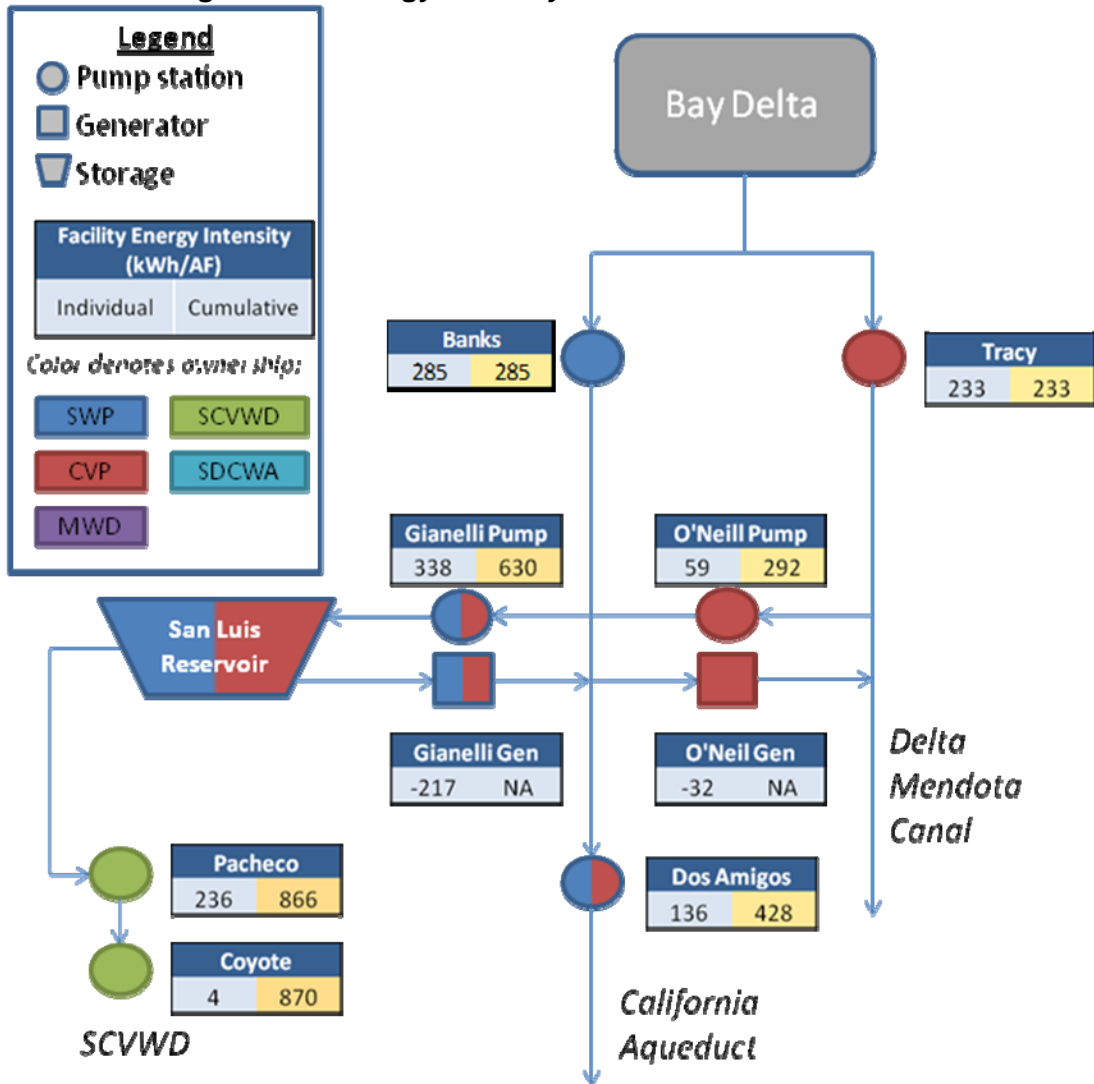 Legend
Pump station
Generator
Storage
Facility Energy Intensity
(kWh/AF)
Individual Cumulative
Color denotes ownership:
SWP SCVWD
CVP SDCWA
MWD
Bay Delta
Banks
285 285
Tracy
233 233
Gianelli Pump
338 630
O'Neill Pump
59 292
San Luis
Reservoir
Gianelli Gen
-217 NA
O'Neil Gen
-32 NA
Delta
Mendota
Canal
Pacheco
236 866
Dos Amigos
136 428
Coyote
4 870
SCVWD
California
Aqueduct